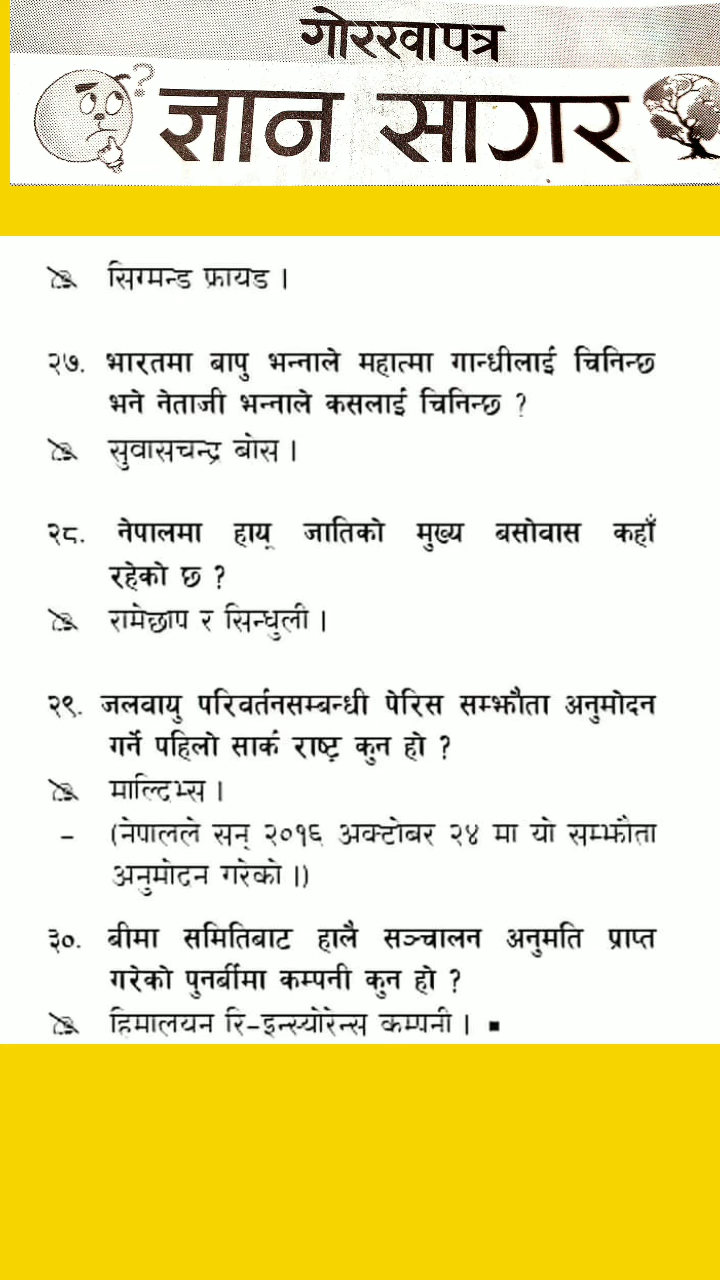 गोरखापत्र
ज्ञान सागर
?
सिग्मन्ड फ्रायड ।
२७. भारतमा बापु भन्नाले महात्मा गान्धीलाई चिनिन्छ
भने नेताजी भन्नाले कसलाई चिनिन्छ ?
सुवासचन्द्र बोस ।
२८. नेपालमा हायू जातिको मुख्य बसोवास कहाँ
रहेको छ ?
रामेछाप र सिन्धुली ।
२९. जलवायु परिवर्तनसम्बन्धी पेरिस सम्झौता अनुमोदन
गर्ने पहिलो सार्क राष्ट्र कुन हो ?
माल्दिभ्स ।
– (नेपालले सन् २०१६ अक्टोबर २४ मा यो सम्झौता
अनुमोदन गरेको ।)
३०. बीमा समितिबाट हालै सञ्चालन अनुमति प्राप्त
गरेको पुनर्बीमा कम्पनी कुन हो ?
हिमालयन रि-इन्स्योरेन्स कम्पनी ।